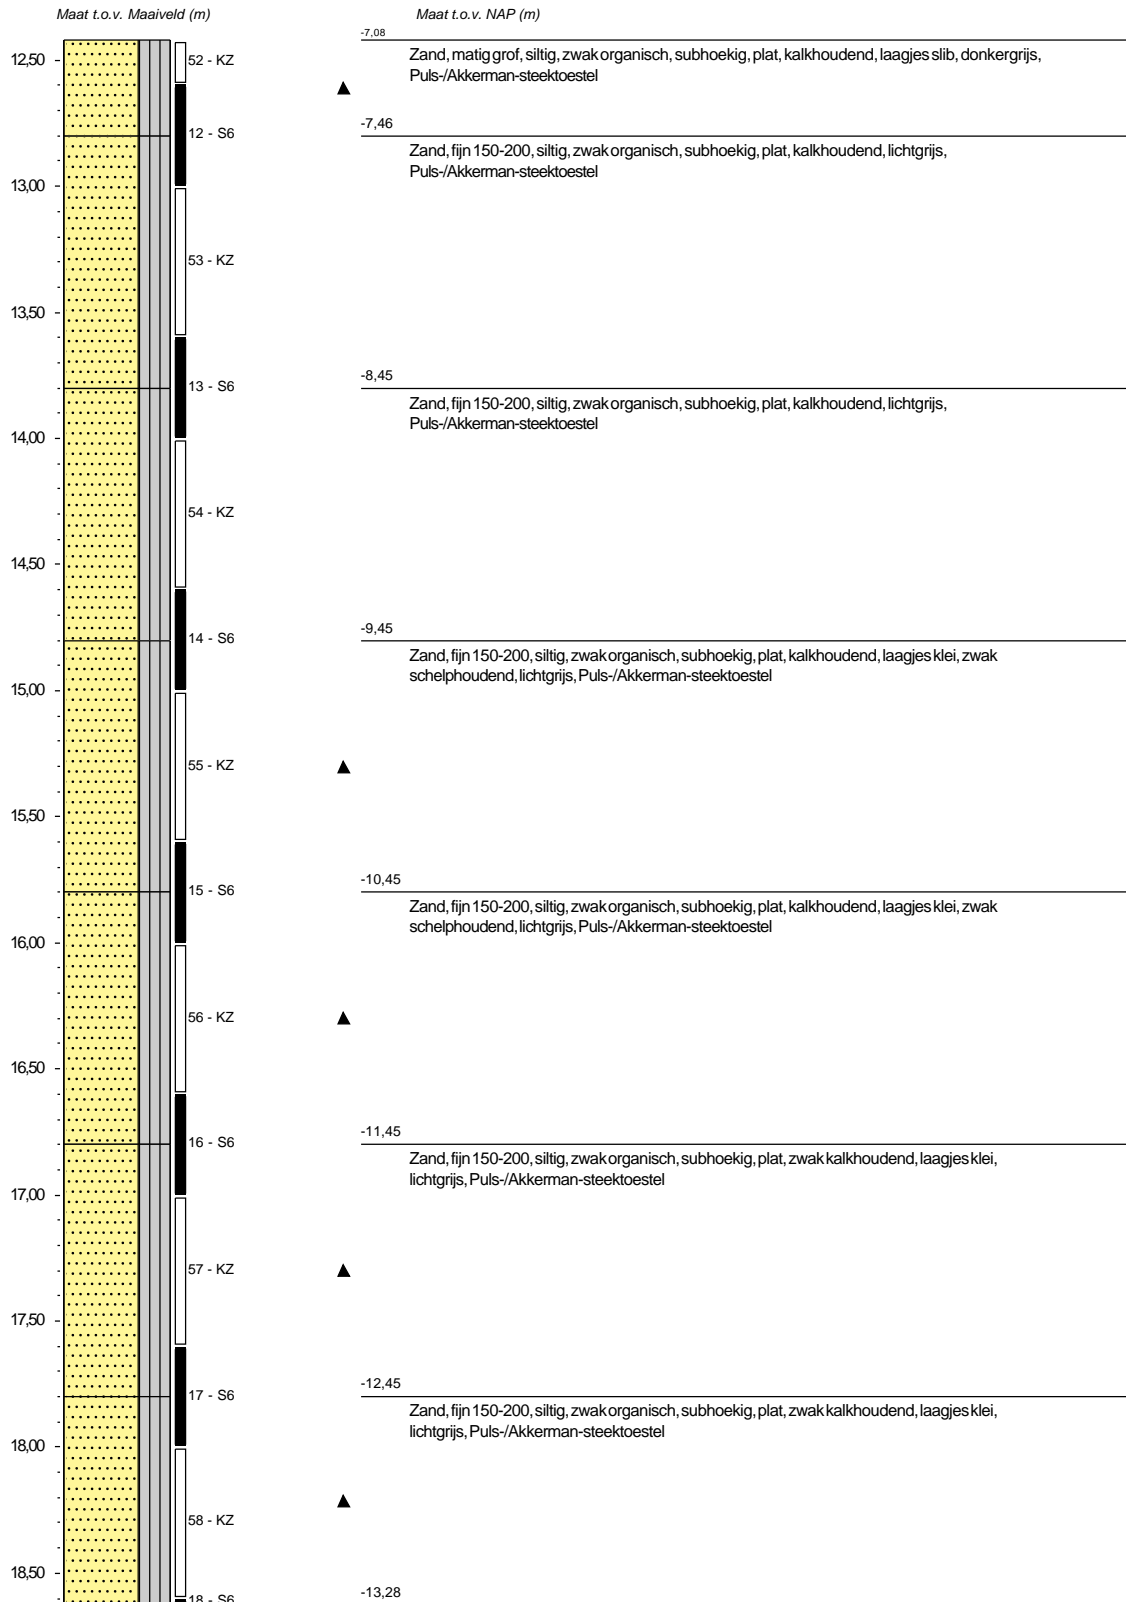 Maat t.o.v. Maaiveld (m)
Maat t.o.v. NAP (m)
-7,08
12,50
52 - KZ
Zand, matig grof, siltig, zwak organisch, subhoekig, plat, kalkhoudend, laagjes slib, donkergrijs,
Puls-/Akkerman-steektoestel
12 - S6
-7,46
Zand, fijn 150-200, siltig, zwak organisch, subhoekig, plat, kalkhoudend, lichtgrijs,
Puls-/Akkerman-steektoestel
13,00
53 - KZ
13,50
13 - S6
-8,45
Zand, fijn 150-200, siltig, zwak organisch, subhoekig, plat, kalkhoudend, lichtgrijs,
Puls-/Akkerman-steektoestel
14,00
54 - KZ
14,50
14 - S6
-9,45
Zand, fijn 150-200, siltig, zwak organisch, subhoekig, plat, kalkhoudend, laagjes klei, zwak
schelphoudend, lichtgrijs, Puls-/Akkerman-steektoestel
15,00
55 - KZ
15,50
15 - S6
-10,45
Zand, fijn 150-200, siltig, zwak organisch, subhoekig, plat, kalkhoudend, laagjes klei, zwak
schelphoudend, lichtgrijs, Puls-/Akkerman-steektoestel
16,00
56 - KZ
16,50
16 - S6
-11,45
Zand, fijn 150-200, siltig, zwak organisch, subhoekig, plat, zwak kalkhoudend, laagjes klei,
lichtgrijs, Puls-/Akkerman-steektoestel
17,00
57 - KZ
17,50
17 - S6
-12,45
Zand, fijn 150-200, siltig, zwak organisch, subhoekig, plat, zwak kalkhoudend, laagjes klei,
lichtgrijs, Puls-/Akkerman-steektoestel
18,00
58 - KZ
18,50
18 - S6
-13,28